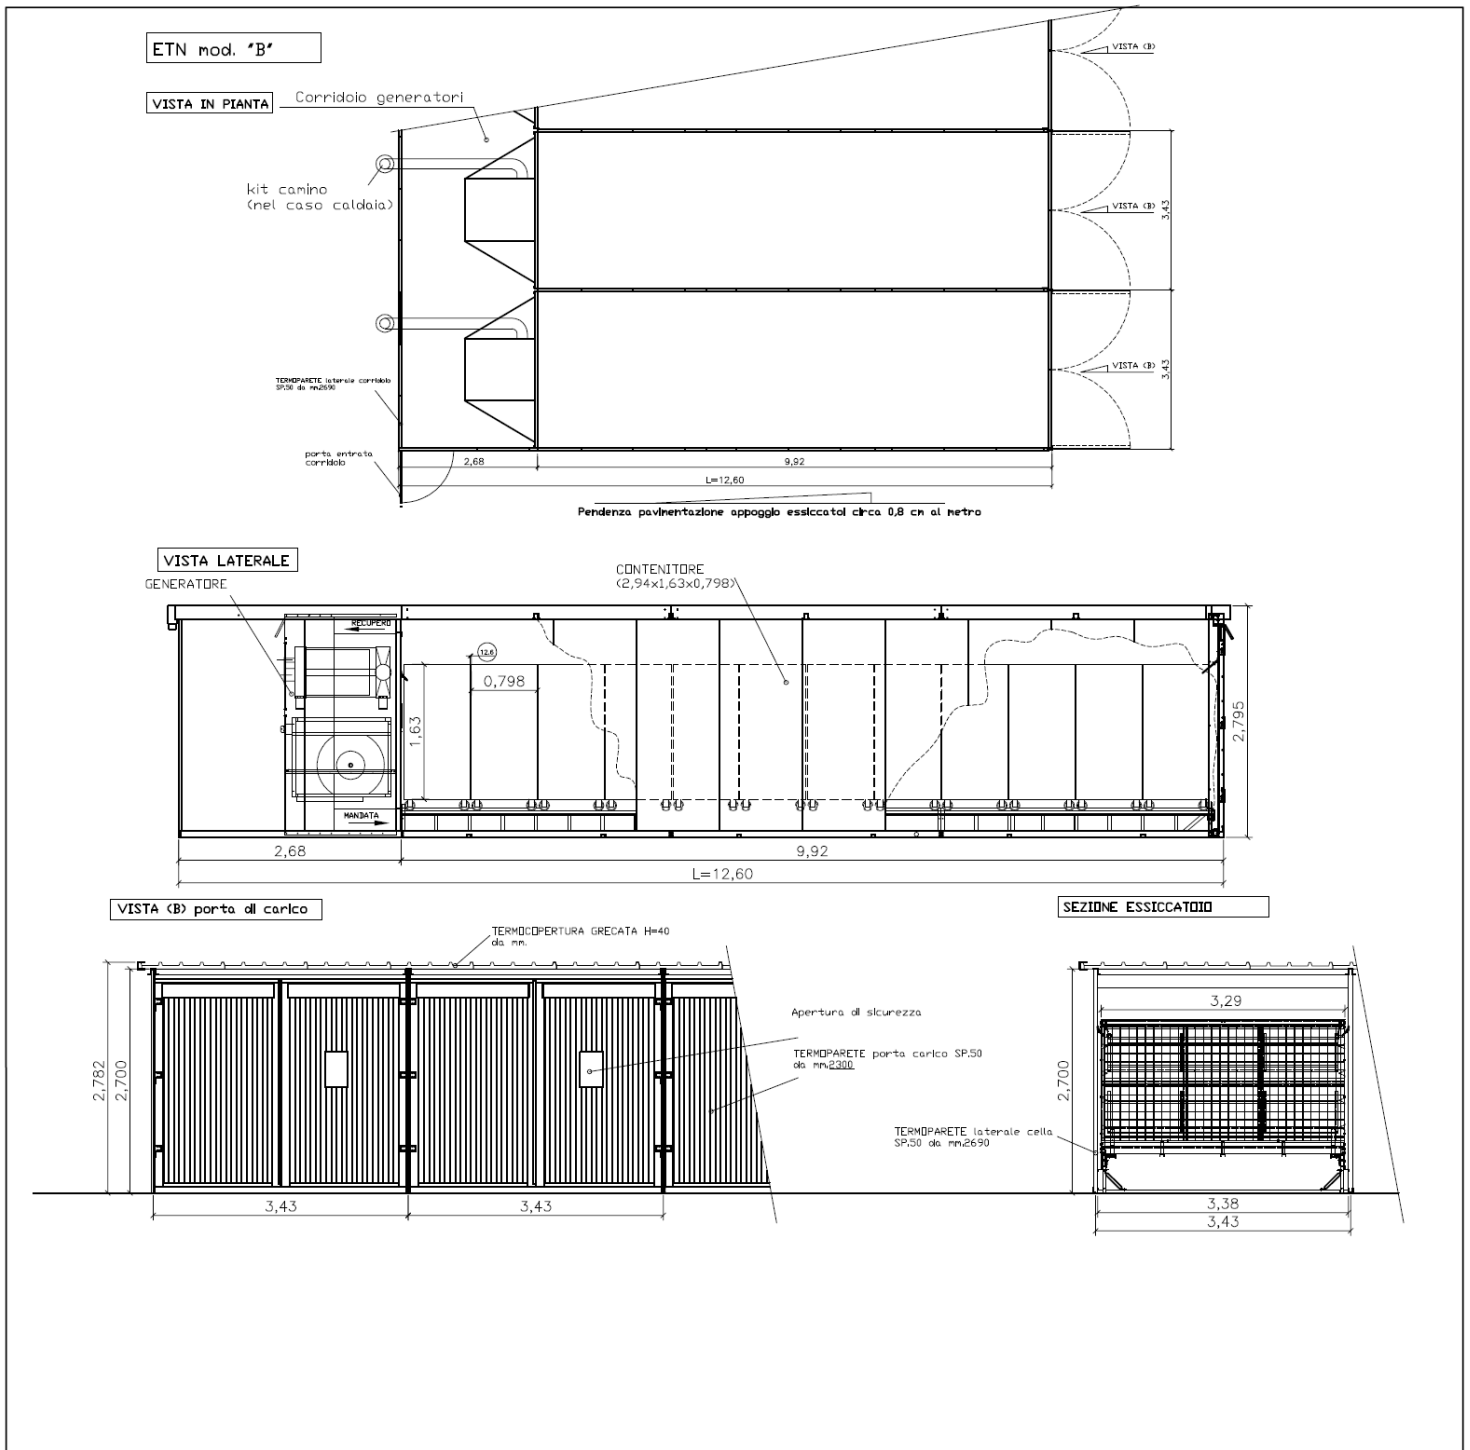 ETN mod. "B"
VISTA IN PIANTA
Corridoio generatori
VISTA (B)
kit camino
(nel caso caldaia)
VISTA (B)
3,43
TERMOPARETE laterale corridoio
SP.50 da mm.2690
VISTA (B)
3,43
porta entrata
corridoio
2,68
9,92
L=12,60
Pendenza pavimentazione appoggio essiccatoi circa 0,8 cm al metro
VISTA LATERALE
GENERATORE
CONTENITORE
(2,94x1,63x0,798)
RECUPERO
12.6
0,798
1,63
2,795
MANDATA
2,68
9,92
L=12,60
VISTA (B) porta di carico
SEZIONE ESSICCATOIO
TERMOCOPERTURA GRECATA H=40
da mm.
3,29
Apertura di sicurezza
TERMOPARETE porta carico SP.50
da mm.2300
2,782
2,700
2,700
TERMOPARETE laterale cella
SP.50 da mm.2690
3,43
3,43
3,38
3,43